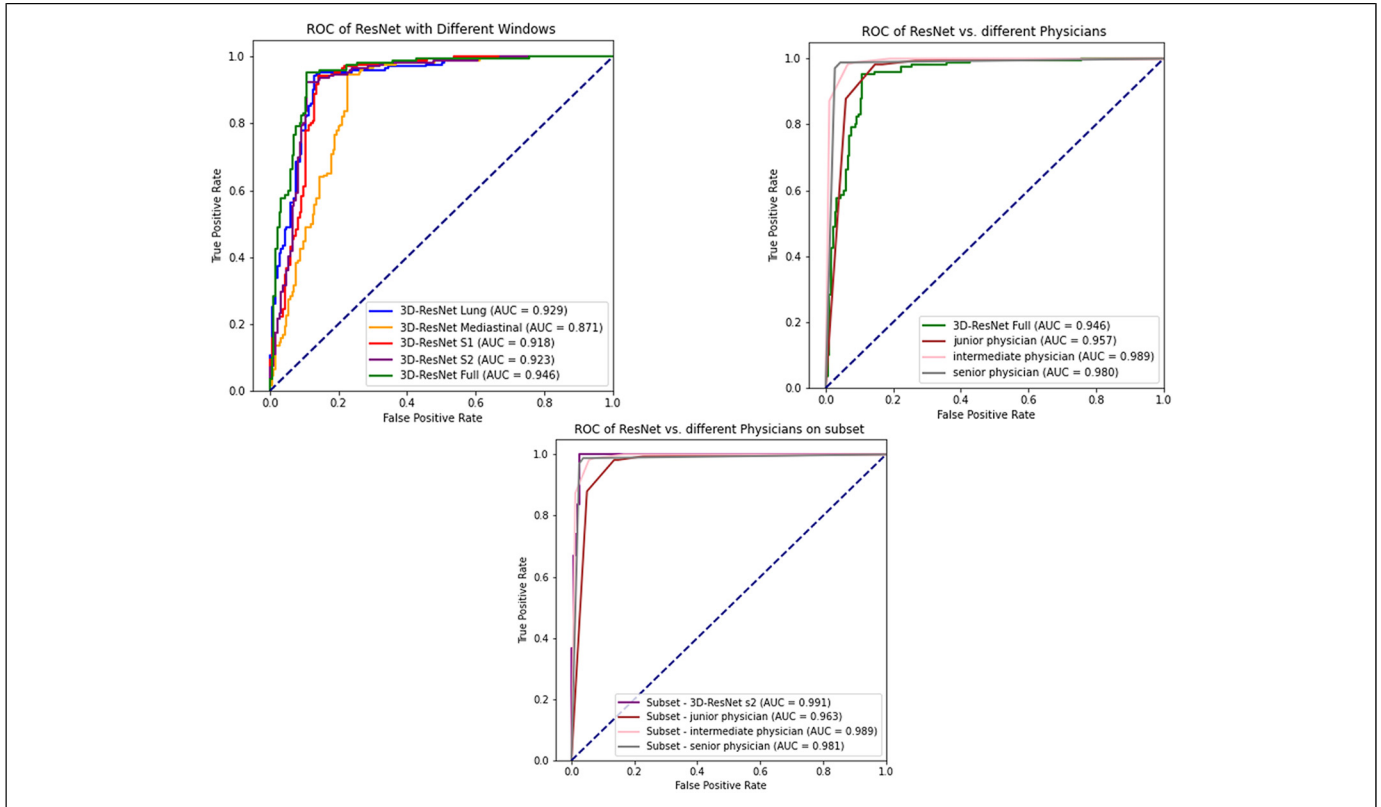 ROC of ResNet with Different Windows
1.0
0.8
0.6
0.4
0.2
0.0
True Positive Rate
0.0 0.2 0.4 0.6 0.8 1.0
False Positive Rate
3D-ResNet Lung (AUC = 0.929)
3D-ResNet Mediastinal (AUC = 0.871)
3D-ResNet S1 (AUC = 0.918)
3D-ResNet S2 (AUC = 0.923)
3D-ResNet Full (AUC = 0.946)
ROC of ResNet vs. different Physicians
1.0
0.8
0.6
0.4
0.2
0.0
True Positive Rate
0.0 0.2 0.4 0.6 0.8 1.0
False Positive Rate
3D-ResNet Full (AUC = 0.946)
junior physician (AUC = 0.957)
intermediate physician (AUC = 0.989)
senior physician (AUC = 0.980)
ROC of ResNet vs. different Physicians on subset
1.0
0.8
0.6
0.4
0.2
0.0
True Positive Rate
0.0 0.2 0.4 0.6 0.8 1.0
False Positive Rate
Subset - 3D-ResNet s2 (AUC = 0.991)
Subset - junior physician (AUC = 0.963)
Subset - intermediate physician (AUC = 0.989)
Subset - senior physician (AUC = 0.981)